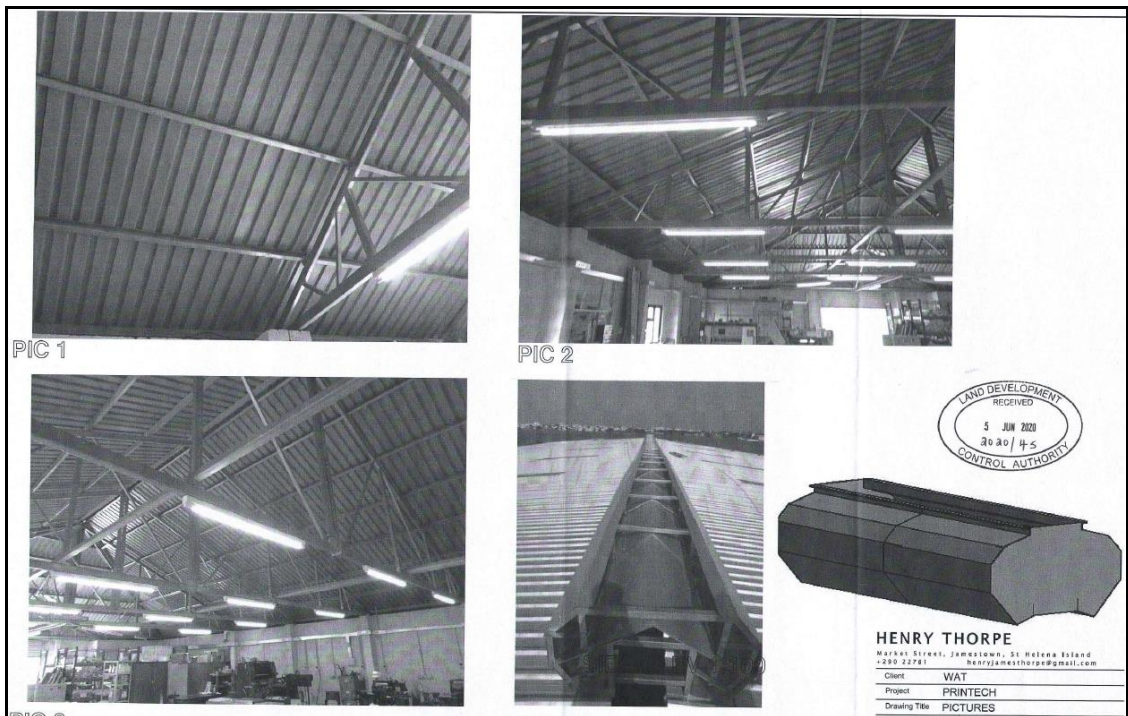 PIC 1
PIC 2
LAND DEVELOPMENT
RECEIVED
5 JUN 2020
2020/45
CONTROL AUTHORITY
HENRY THORPE
Market Street, Jamestown, St Helena Island
+290 22781 henryjamesthorpe@gmail.com
Client WAT
Project PRINTECH
Drawing Title PICTURES